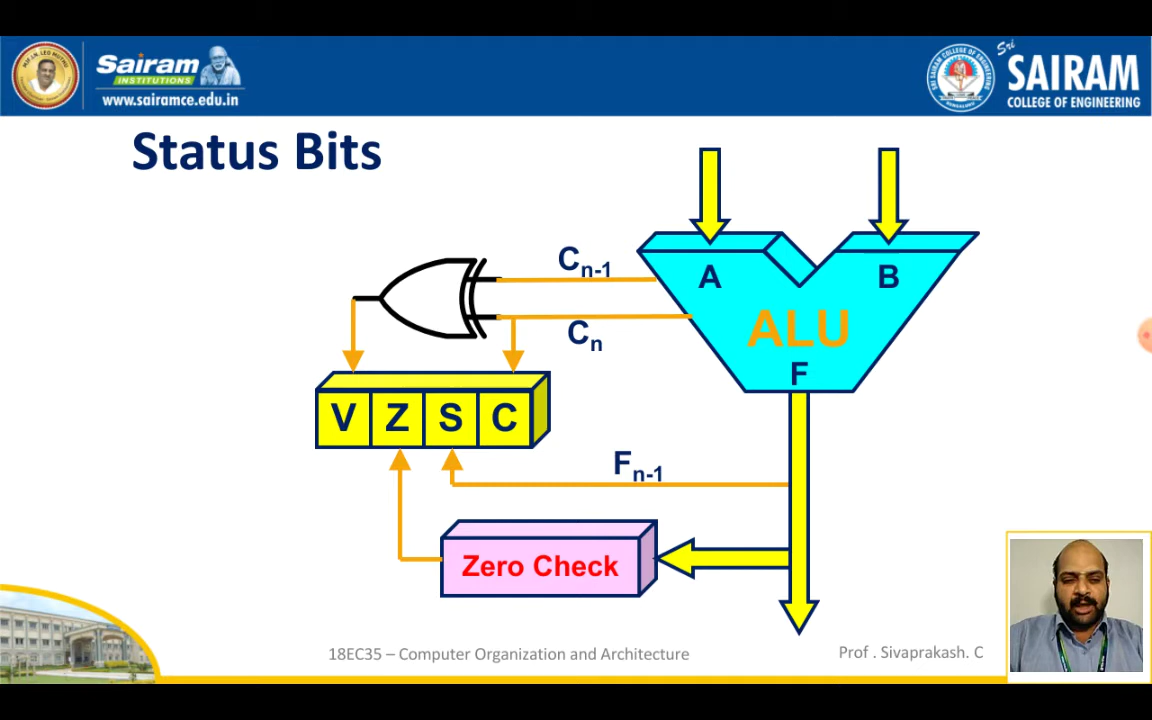 Sairam
INSTITUTIONS
www.sairamce.edu.in
Sri
SAIRAM
COLLEGE OF ENGINEERING
Status Bits
A
B
ALU
F
Cn-1
Cn
V Z S C
Fn-1
Zero Check
18EC35 – Computer Organization and Architecture
Prof . Sivaprakash. C